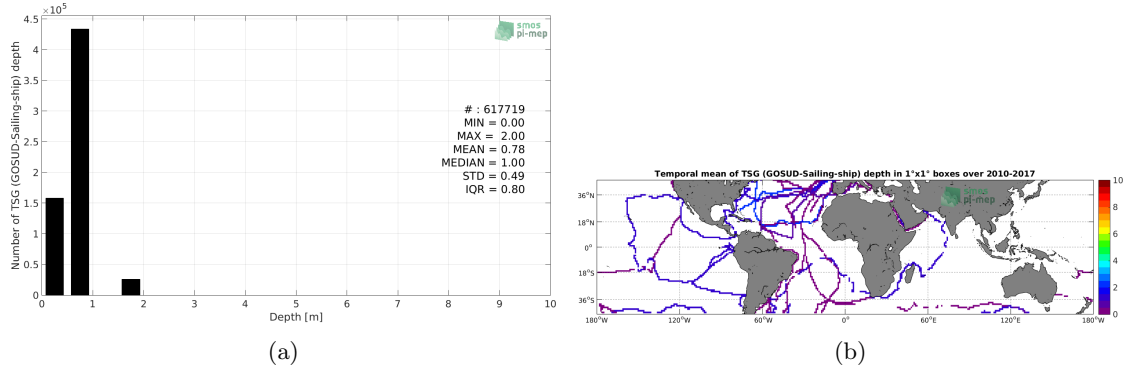 ×10⁵
4.5
4
3.5
3
2.5
2
1.5
1
0.5
0
Number of TSG (GOSUD-Sailing-ship) depth
smos
pi-mep
# : 617719
MIN = 0.00
MAX = 2.00
MEAN = 0.78
MEDIAN = 1.00
STD = 0.49
IQR = 0.80
0 1 2 3 4 5 6 7 8 9 10
Depth [m]
(a)
Temporal mean of TSG (GOSUD-Sailing-ship) depth in 1°x1° boxes over 2010-2017
smos
pi-mep
36°N
18°N
0°
18°S
36°S
180°W 120°W 60°W 0° 60°E 120°E 180°W
10
8
6
4
2
0
(b)